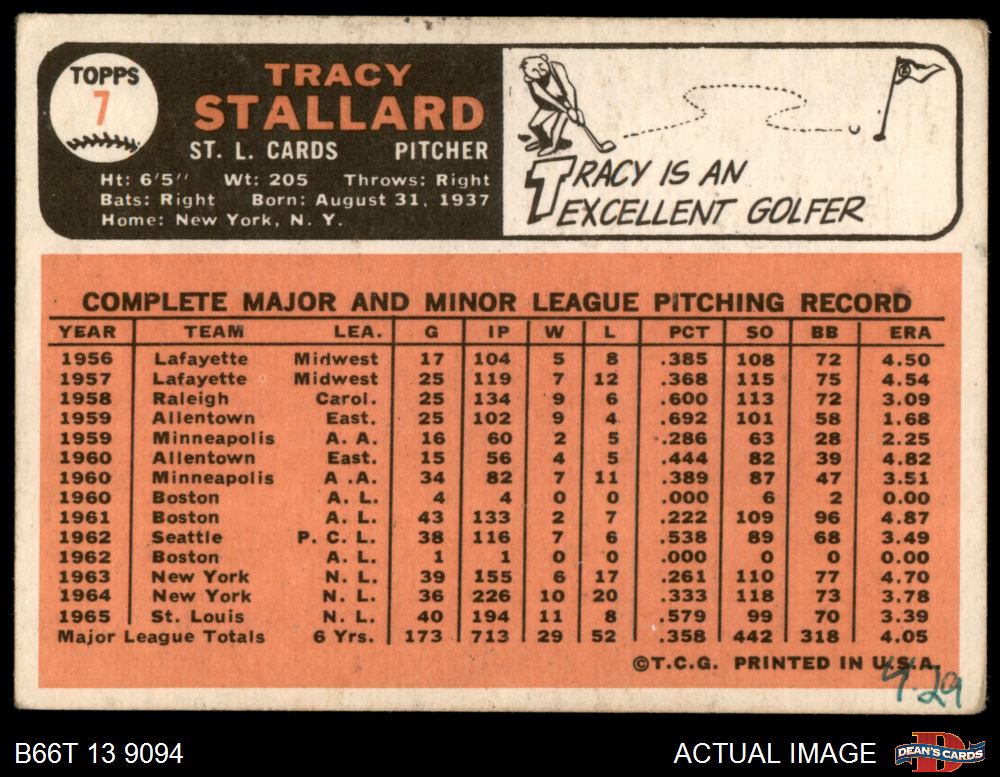 TOPPS
7
TRACY
STALLARD
ST. L. CARDS PITCHER
Ht: 6'5" Wt: 205 Throws: Right
Bats: Right Born: August 31, 1937
Home: New York, N. Y.
TRACY IS AN
EXCELLENT GOLFER
COMPLETE MAJOR AND MINOR LEAGUE PITCHING RECORD
YEAR TEAM LEA. G IP W L PCT SO BB ERA
1956 Lafayette Midwest 17 104 5 8 .385 108 72 4.50
1957 Lafayette Midwest 25 119 7 12 .368 115 75 4.54
1958 Raleigh Carol. 25 134 9 6 .600 113 72 3.09
1959 Allentown East. 25 102 9 4 .692 101 58 1.68
1959 Minneapolis A. A. 16 60 2 5 .286 63 28 2.25
1960 Allentown East. 15 56 4 5 .444 82 39 4.82
1960 Minneapolis A .A. 34 82 7 11 .389 87 47 3.51
1960 Boston A. L. 4 4 0 0 .000 6 2 0.00
1961 Boston A. L. 43 133 2 7 .222 109 96 4.87
1962 Seattle P. C. L. 38 116 7 6 .538 89 68 3.49
1962 Boston A. L. 1 1 0 0 .000 0 0 0.00
1963 New York N. L. 39 155 6 17 .261 110 77 4.70
1964 New York N. L. 36 226 10 20 .333 118 73 3.78
1965 St. Louis N. L. 40 194 11 8 .579 99 70 3.39
Major League Totals 6 Yrs. 173 713 29 52 .358 442 318 4.05
©T.C.G. PRINTED IN U.S.A.
B66T 13 9094 ACTUAL IMAGE DEAN'S CARDS